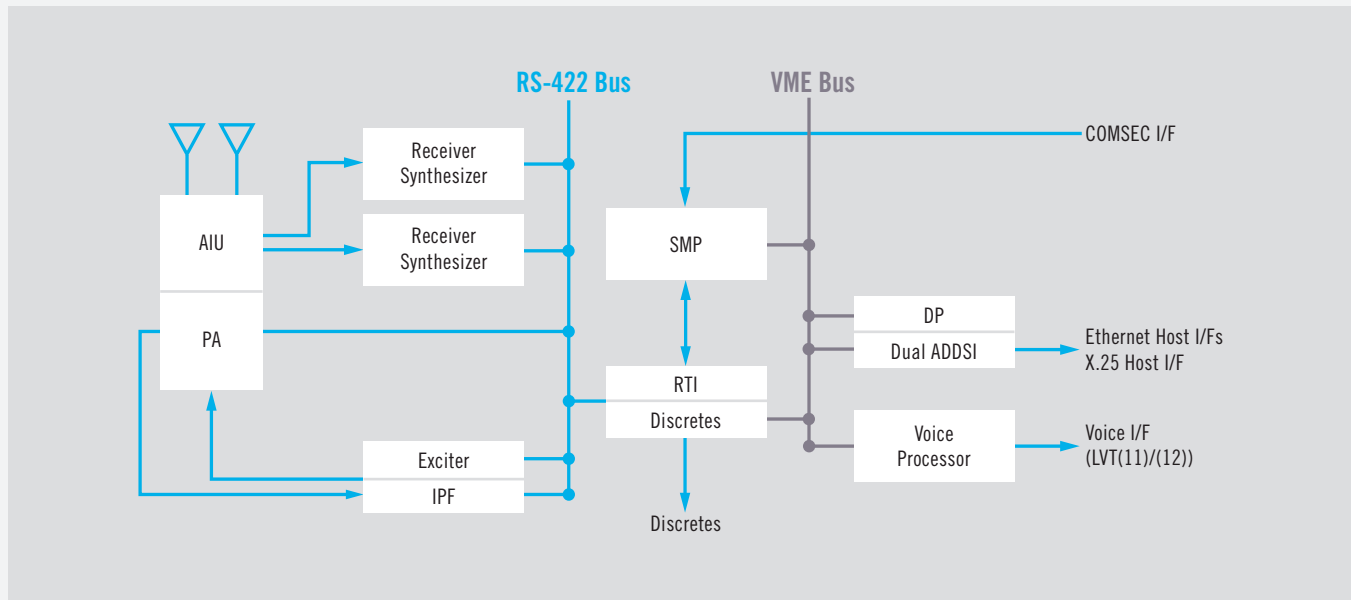 RS-422 Bus
VME Bus
COMSEC I/F
Receiver
Synthesizer
AIU
Receiver
Synthesizer
SMP
PA
DP
Dual ADDSI
Ethernet Host I/Fs
X.25 Host I/F
RTI
Discretes
Voice
Processor
Voice I/F
(LVT(11)/(12))
Exciter
IPF
Discretes